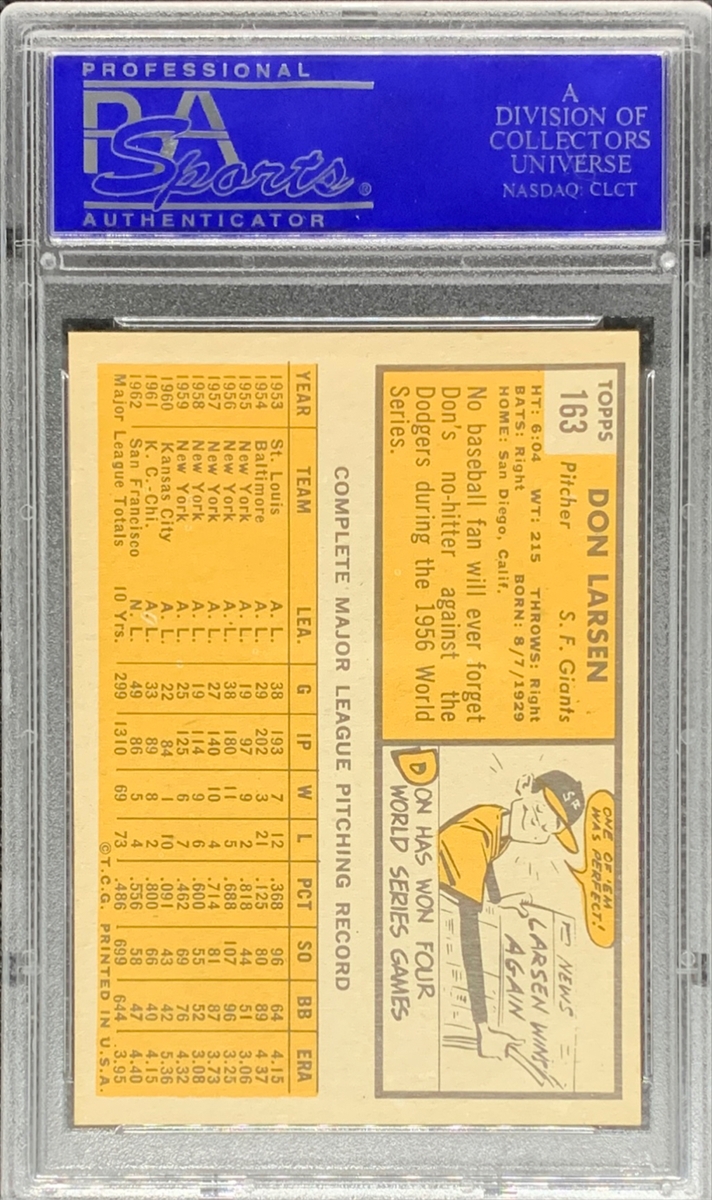 PROFESSIONAL
PSA
Sports®
AUTHENTICATOR
A
DIVISION OF
COLLECTORS
UNIVERSE
NASDAQ: CLCT
TOPPS
163
DON LARSEN
Pitcher S. F. Giants
HT: 6:04 WT: 215 THROWS: Right
BATS: Right BORN: 8/7/1929
HOME: San Diego, Calif.
No baseball fan will ever forget
Don's no-hitter against the
Dodgers during the 1956 World
Series.
ONE OF 'EM
WAS PERFECT!
SF
NEWS
LARSEN WINS
AGAIN
DON HAS WON FOUR
WORLD SERIES GAMES
COMPLETE MAJOR LEAGUE PITCHING RECORD
YEAR TEAM LEA. G IP W L PCT SO BB ERA
1953 St. Louis A. L. 38 193 7 12 .368 96 64 4.15
1954 Baltimore A. L. 29 202 3 21 .125 80 89 4.37
1955 New York A. L. 19 97 9 2 .818 44 51 3.06
1956 New York A. L. 38 180 11 5 .688 107 96 3.25
1957 New York A. L. 27 140 10 4 .714 81 87 3.73
1958 New York A. L. 19 114 9 6 .600 55 52 3.08
1959 New York A. L. 25 125 6 7 .462 69 76 4.32
1960 Kansas City A. L. 22 84 1 10 .091 43 42 5.36
1961 K. C.-Chi. A. L. 33 89 8 2 .800 66 40 4.15
1962 San Francisco N. L. 49 86 5 4 .556 58 47 4.40
Major League Totals 10 Yrs. 299 1310 69 73 .486 699 644 3.95
©T.C.G. PRINTED IN U.S.A.